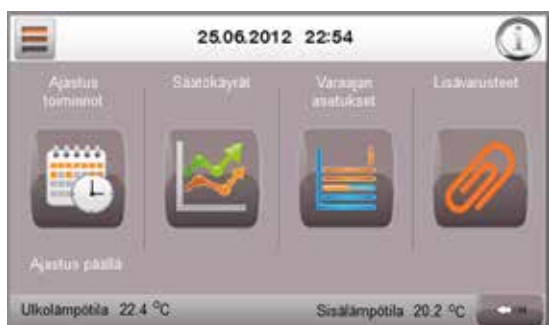 25.06.2012 22:54
Ajastus
toiminnot
Säätökäyrät
Varaajan
asetukset
Lisävarusteet
Ajastus päällä
Ulkolämpötila 22.4 °C
Sisälämpötila 20.2 °C